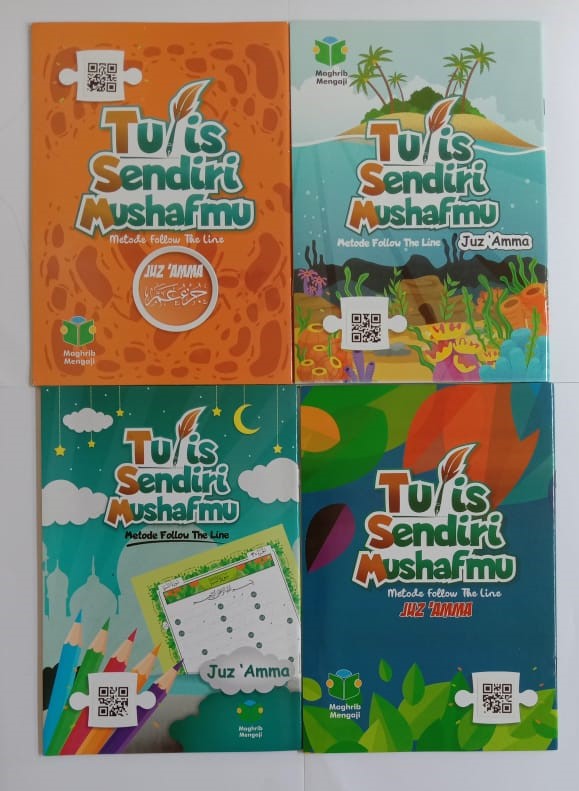 Tulis
Sendiri
Mushafmu
Metode Follow The Line
JUZ 'AMMA
جزء عم
Maghrib
Mengaji
Maghrib
Mengaji
Tulis
Sendiri
Mushafmu
Metode Follow The Line
Juz 'Amma
Tulis
Sendiri
Mushafmu
Metode Follow The Line
Juz 'Amma
Maghrib
Mengaji
Tulis
Sendiri
Mushafmu
Metode Follow The Line
JUZ 'AMMA
Maghrib
Mengaji